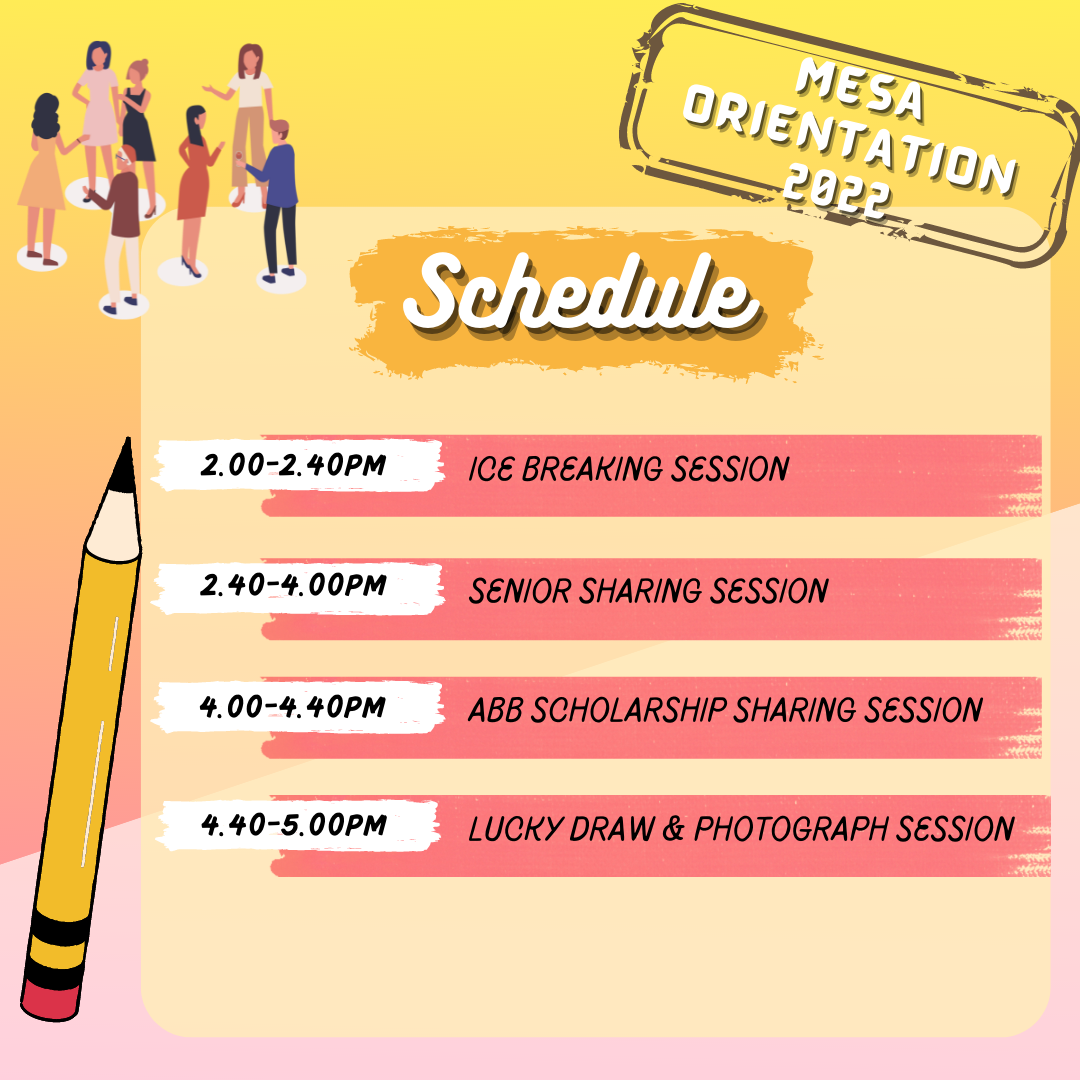 MESA
ORIENTATION
2022
Schedule
2.00-2.40PM ICE BREAKING SESSION
2.40-4.00PM SENIOR SHARING SESSION
4.00-4.40PM ABB SCHOLARSHIP SHARING SESSION
4.40-5.00PM LUCKY DRAW & PHOTOGRAPH SESSION